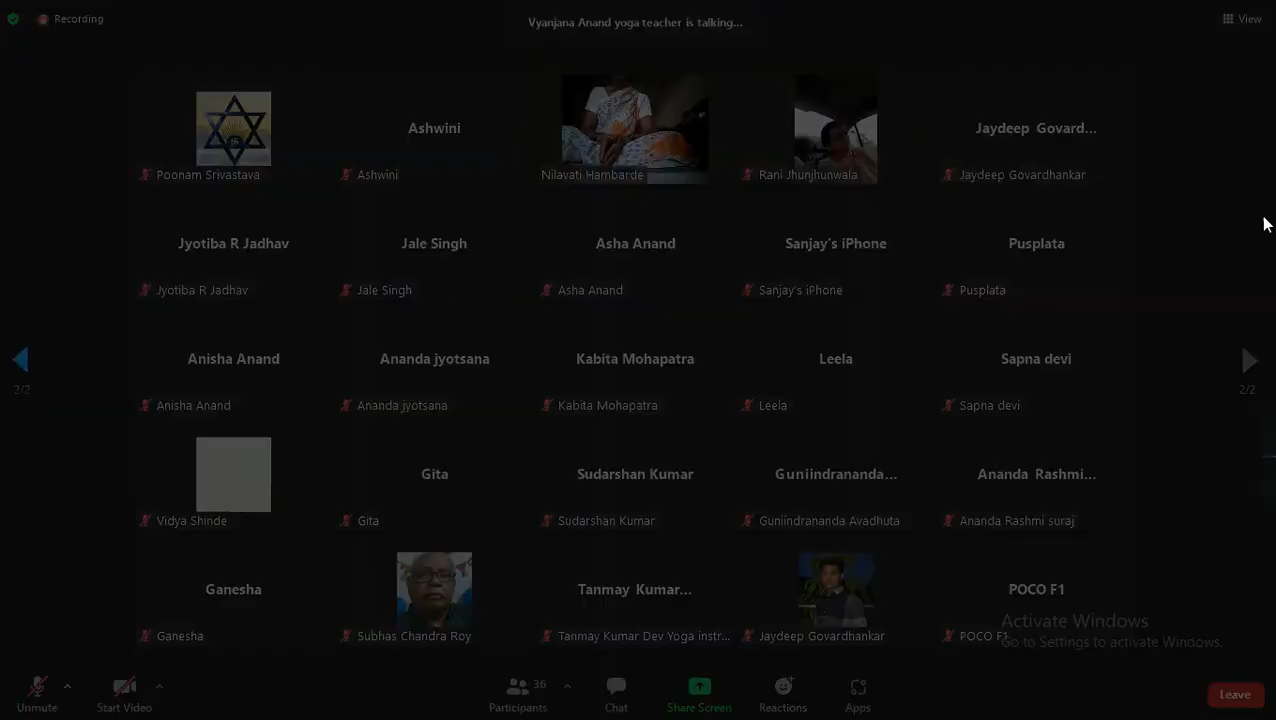 Recording
Vyanjana Anand yoga teacher is talking...
View
Ashwini
Jaydeep Govard...
Poonam Srivastava
Ashwini
Nilavati Hambarde
Rani Jhunjhunwala
Jaydeep Govardhankar
Jyotiba R Jadhav
Jale Singh
Asha Anand
Sanjay's iPhone
Pusplata
Jyotiba R Jadhav
Jale Singh
Asha Anand
Sanjay's iPhone
Pusplata
Anisha Anand
Ananda jyotsana
Kabita Mohapatra
Leela
Sapna devi
2/2
2/2
Anisha Anand
Ananda jyotsana
Kabita Mohapatra
Leela
Sapna devi
Gita
Sudarshan Kumar
Guniindrananda...
Ananda Rashmi...
Vidya Shinde
Gita
Sudarshan Kumar
Guniindrananda Avadhuta
Ananda Rashmi suraj
Ganesha
Tanmay Kumar...
POCO F1
Ganesha
Subhas Chandra Roy
Tanmay Kumar Dev Yoga instr...
Jaydeep Govardhankar
POCO F1
Activate Windows
Go to Settings to activate Windows.
Unmute
Start Video
36
Participants
Chat
Share Screen
Reactions
Apps
Leave